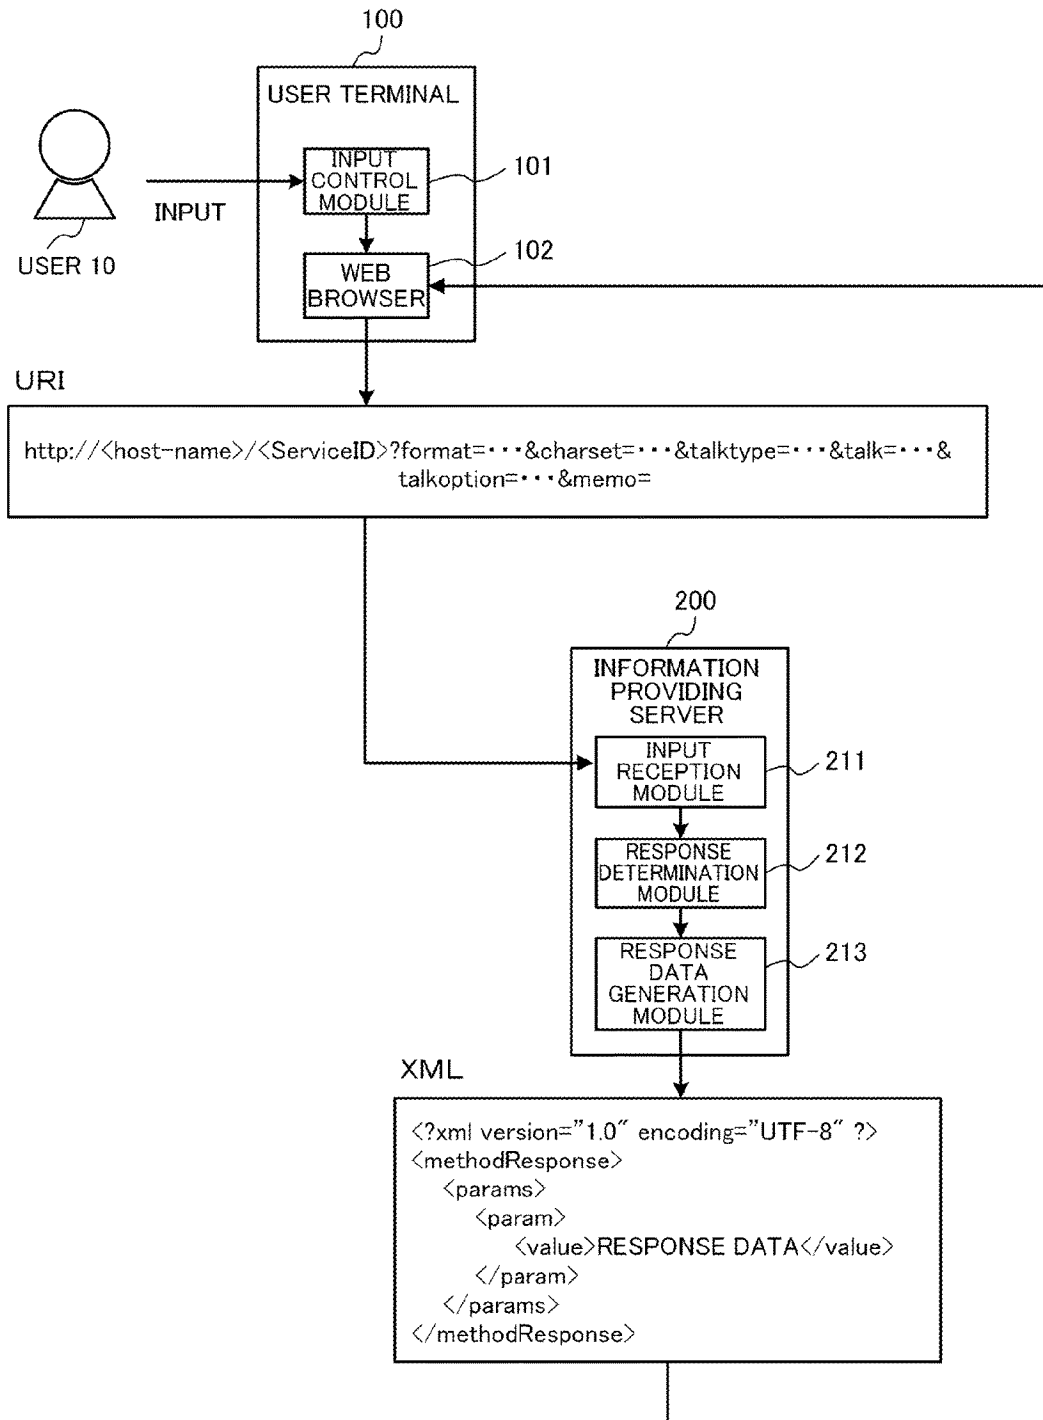 100
USER TERMINAL
INPUT
CONTROL
MODULE
101
INPUT
USER 10
102
WEB
BROWSER
URI
http://<host-name>/<ServiceID>?format=・・・&charset=・・・&talktype=・・・&talk=・・・&
talkoption=・・・&memo=
200
INFORMATION
PROVIDING
SERVER
INPUT
RECEPTION
MODULE
211
RESPONSE
DETERMINATION
MODULE
212
RESPONSE
DATA
GENERATION
MODULE
213
XML
<?xml version="1.0" encoding="UTF-8" ?>
<methodResponse>
<params>
<param>
<value>RESPONSE DATA</value>
</param>
</params>
</methodResponse>